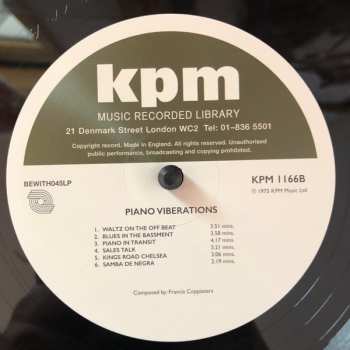 kpm
MUSIC RECORDED LIBRARY
21 Denmark Street London WC2 Tel: 01-836 5501
Copyright record. Made in England. All rights reserved. Unauthorised
public performance, broadcasting and copying prohibited.
BEWITH045LP
KPM 1166B
© 1975 KPM Music Ltd
PIANO VIBERATIONS
1. WALTZ ON THE OFF BEAT 3.51 mins.
2. BLUES IN THE BASSMENT 3.58 mins.
3. PIANO IN TRANSIT 4.17 mins.
4. SALES TALK 3.21 mins.
5. KINGS ROAD CHELSEA 3.06 mins.
6. SAMBA DE NEGRA 3.19 mins.
Composed by Francis Coppieters